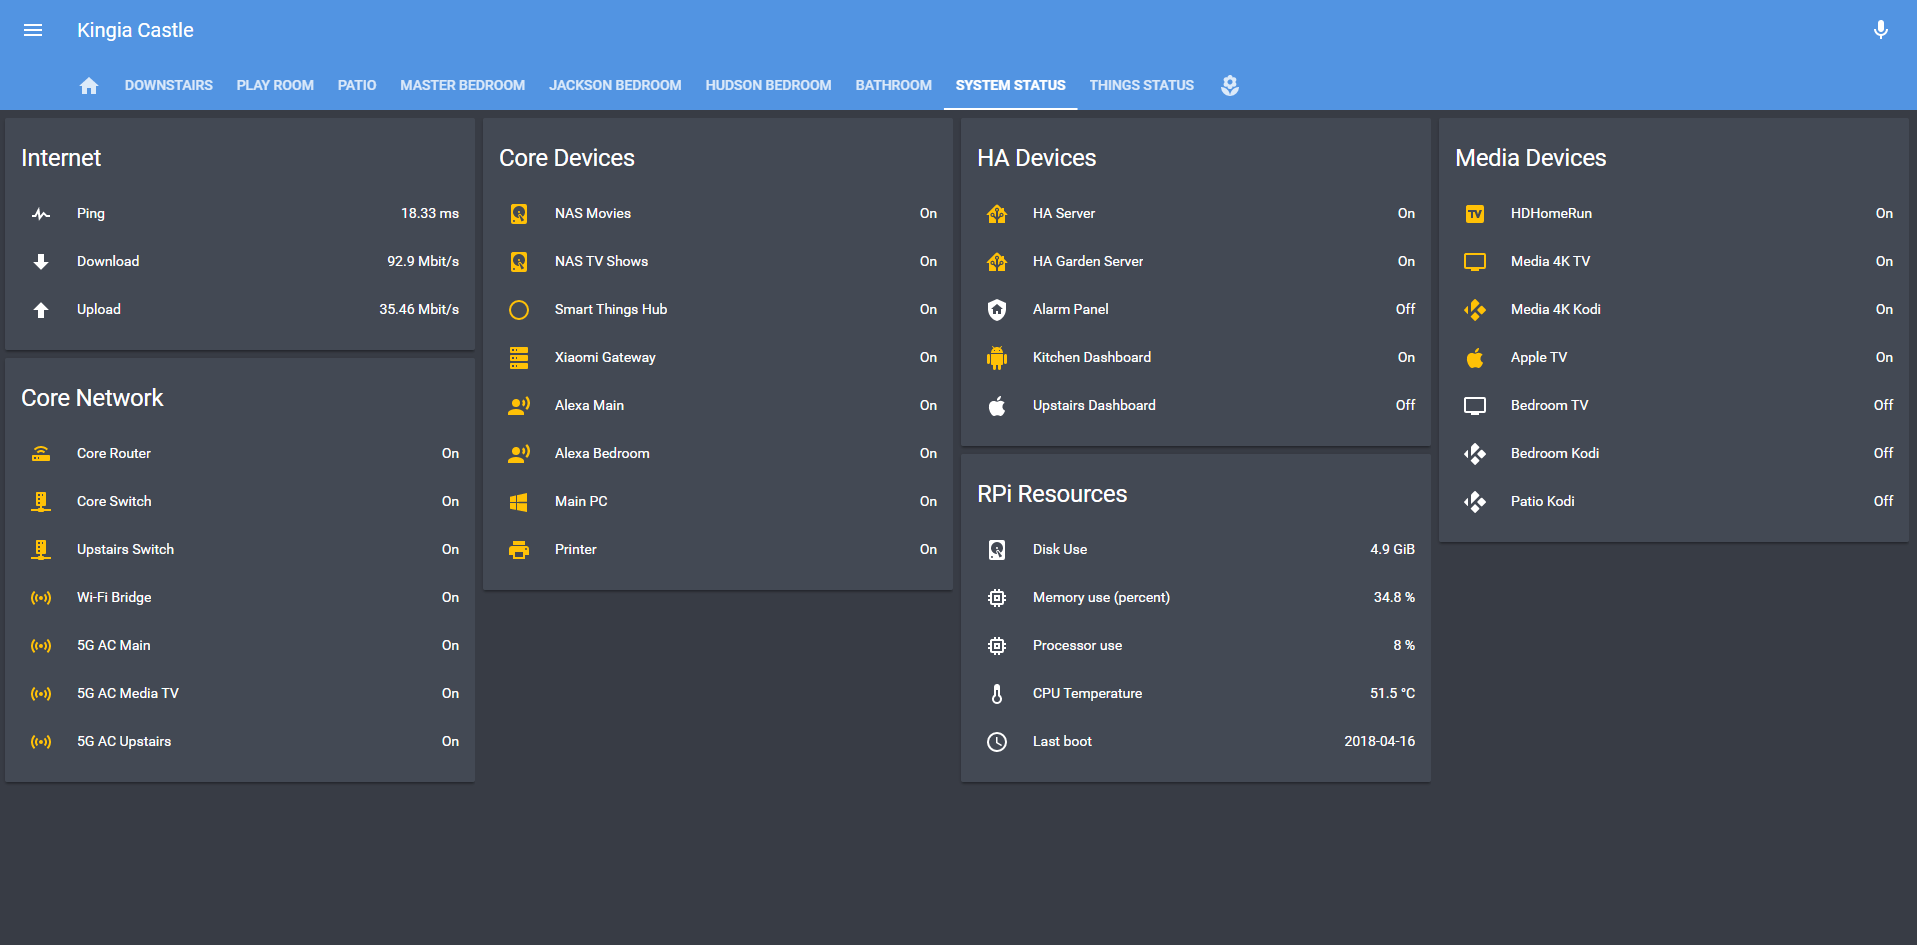 Kingia Castle
DOWNSTAIRS PLAY ROOM PATIO MASTER BEDROOM JACKSON BEDROOM HUDSON BEDROOM BATHROOM SYSTEM STATUS THINGS STATUS
Internet
Ping 18.33 ms
Download 92.9 Mbit/s
Upload 35.46 Mbit/s
Core Network
Core Router On
Core Switch On
Upstairs Switch On
Wi-Fi Bridge On
5G AC Main On
5G AC Media TV On
5G AC Upstairs On
Core Devices
NAS Movies On
NAS TV Shows On
Smart Things Hub On
Xiaomi Gateway On
Alexa Main On
Alexa Bedroom On
Main PC On
Printer On
HA Devices
HA Server On
HA Garden Server On
Alarm Panel Off
Kitchen Dashboard On
Upstairs Dashboard Off
RPi Resources
Disk Use 4.9 GiB
Memory use (percent) 34.8 %
Processor use 8 %
CPU Temperature 51.5 °C
Last boot 2018-04-16
Media Devices
TV HDHomeRun On
Media 4K TV On
Media 4K Kodi On
Apple TV On
Bedroom TV Off
Bedroom Kodi Off
Patio Kodi Off